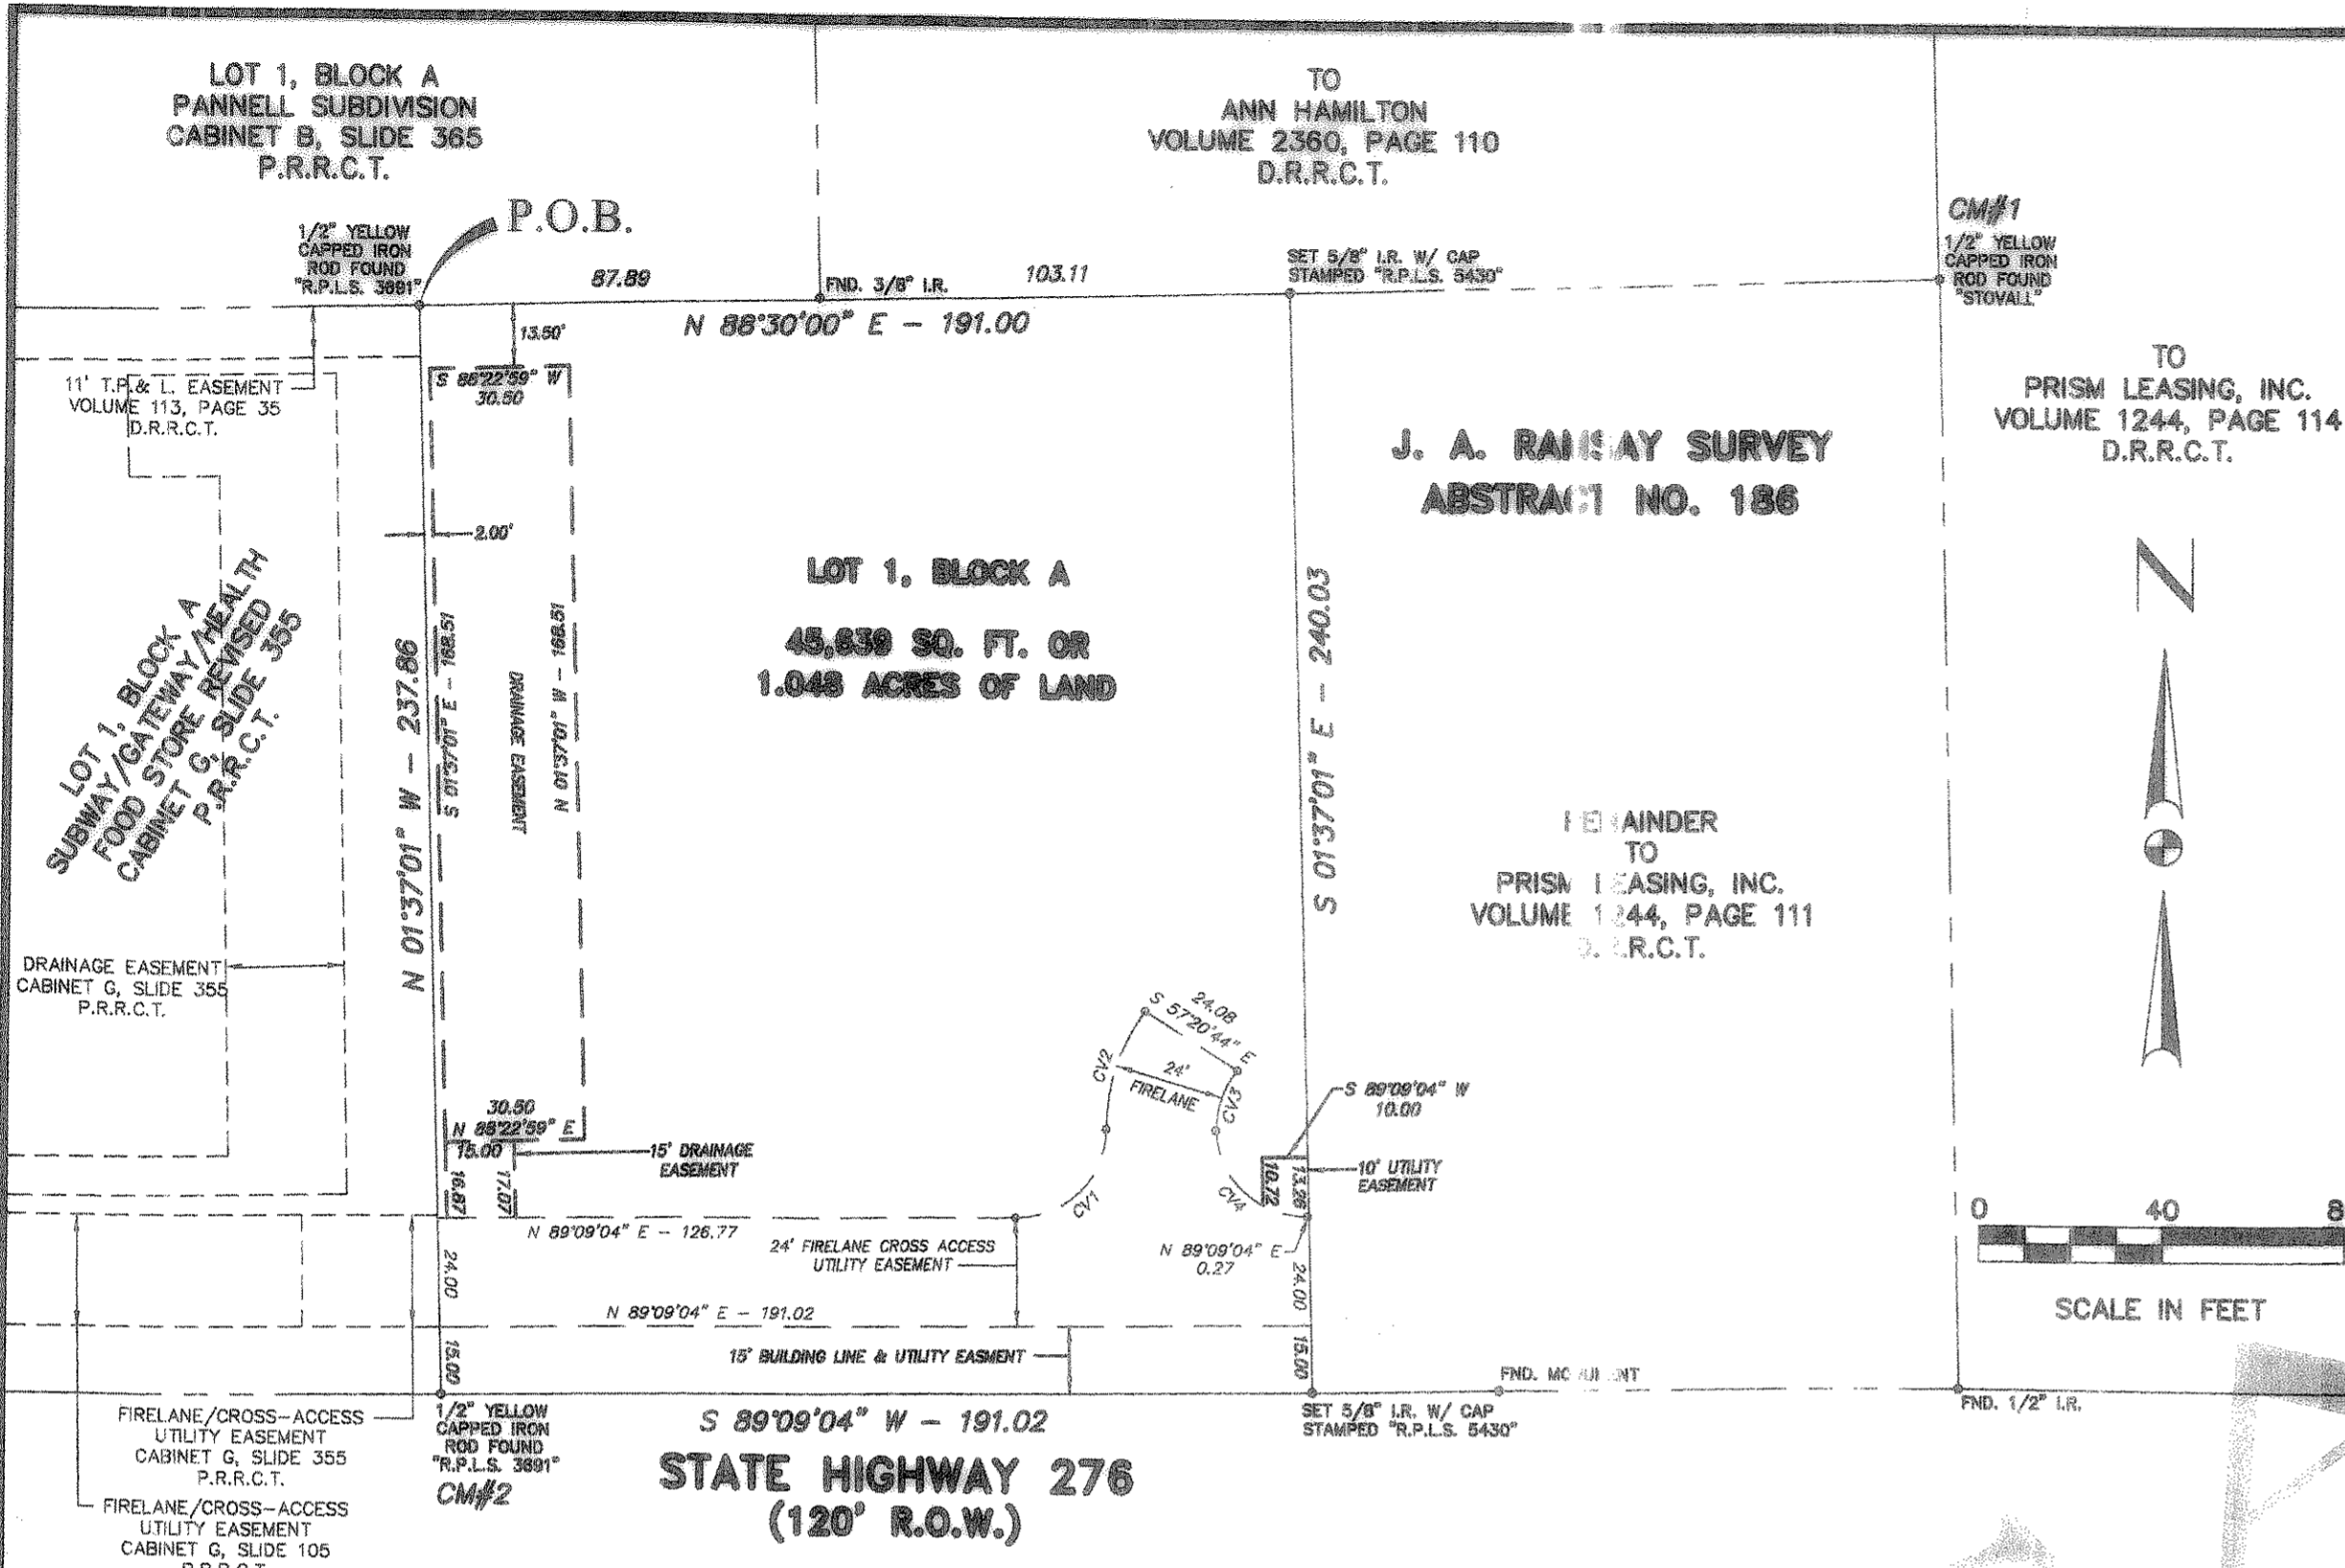 LOT 1, BLOCK A
PANNELL SUBDIVISION
CABINET B, SLIDE 365
P.R.R.C.T.
TO
ANN HAMILTON
VOLUME 2360, PAGE 110
D.R.R.C.T.
1/2" YELLOW
CAPPED IRON
ROD FOUND
"R.P.L.S. 3691"
P.O.B.
87.89
FND. 3/8" I.R.
103.11
SET 5/8" I.R. W/ CAP
STAMPED "R.P.L.S. 5430"
CM#1
1/2" YELLOW
CAPPED IRON
ROD FOUND
"STOVALL"
N 88°30'00" E - 191.00
13.50'
11' T.P.& L. EASEMENT
VOLUME 113, PAGE 35
D.R.R.C.T.
S 88°22'59" W
30.50
TO
PRISM LEASING, INC.
VOLUME 1244, PAGE 114
D.R.R.C.T.
J. A. RAMSAY SURVEY
ABSTRACT NO. 186
2.00'
N
LOT 1, BLOCK A
SUBWAY/GATEWAY/HEALTH
FOOD STORE REVISED
CABINET G, SLIDE 355
P.R.R.C.T.
LOT 1, BLOCK A
45,639 SQ. FT. OR
1.048 ACRES OF LAND
N 01°37'01" W - 237.86
S 01°37'01" E - 168.51
DRAINAGE EASEMENT
N 01°37'01" W - 168.51
S 01°37'01" E - 240.03
REMAINDER
TO
PRISM LEASING, INC.
VOLUME 1244, PAGE 111
R.C.T.
DRAINAGE EASEMENT
CABINET G, SLIDE 355
P.R.R.C.T.
24.08
S 57°20'44" E
CV2
24'
FIRELANE
CV3
S 89°09'04" W
10.00
30.50
N 88°22'59" E
15.00
15' DRAINAGE
EASEMENT
16.67
17.07
CV1
CV4
10.72
13.28
10' UTILITY
EASEMENT
N 89°09'04" E - 126.77
24' FIRELANE CROSS ACCESS
UTILITY EASEMENT
N 89°09'04" E
0.27
24.00
24.00
0 40 8
SCALE IN FEET
N 89°09'04" E - 191.02
15' BUILDING LINE & UTILITY EASMENT
15.00
15.00
FND. MONUMENT
FND. 1/2" I.R.
FIRELANE/CROSS-ACCESS
UTILITY EASEMENT
CABINET G, SLIDE 355
P.R.R.C.T.
1/2" YELLOW
CAPPED IRON
ROD FOUND
"R.P.L.S. 3691"
CM#2
S 89°09'04" W - 191.02
SET 5/8" I.R. W/ CAP
STAMPED "R.P.L.S. 5430"
STATE HIGHWAY 276
(120' R.O.W.)
FIRELANE/CROSS-ACCESS
UTILITY EASEMENT
CABINET G, SLIDE 105